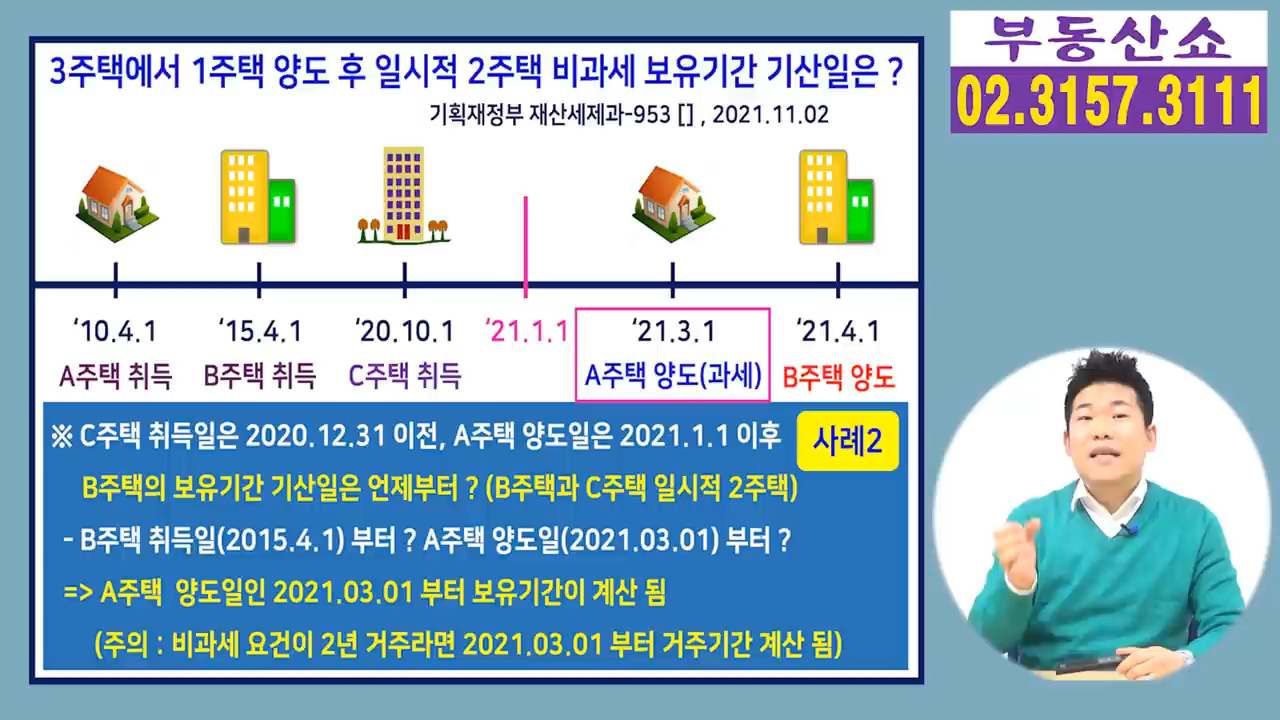 부동산쇼
02.3157.3111
3주택에서 1주택 양도 후 일시적 2주택 비과세 보유기간 기산일은 ?
기획재정부 재산세제과-953 [] , 2021.11.02
‘10.4.1 ‘15.4.1 ‘20.10.1 ‘21.1.1 ‘21.3.1 ‘21.4.1
A주택 취득 B주택 취득 C주택 취득 A주택 양도(과세) B주택 양도
※ C주택 취득일은 2020.12.31 이전, A주택 양도일은 2021.1.1 이후 사례2
B주택의 보유기간 기산일은 언제부터 ? (B주택과 C주택 일시적 2주택)
- B주택 취득일(2015.4.1) 부터 ? A주택 양도일(2021.03.01) 부터 ?
=> A주택 양도일인 2021.03.01 부터 보유기간이 계산 됨
(주의 : 비과세 요건이 2년 거주라면 2021.03.01 부터 거주기간 계산 됨)